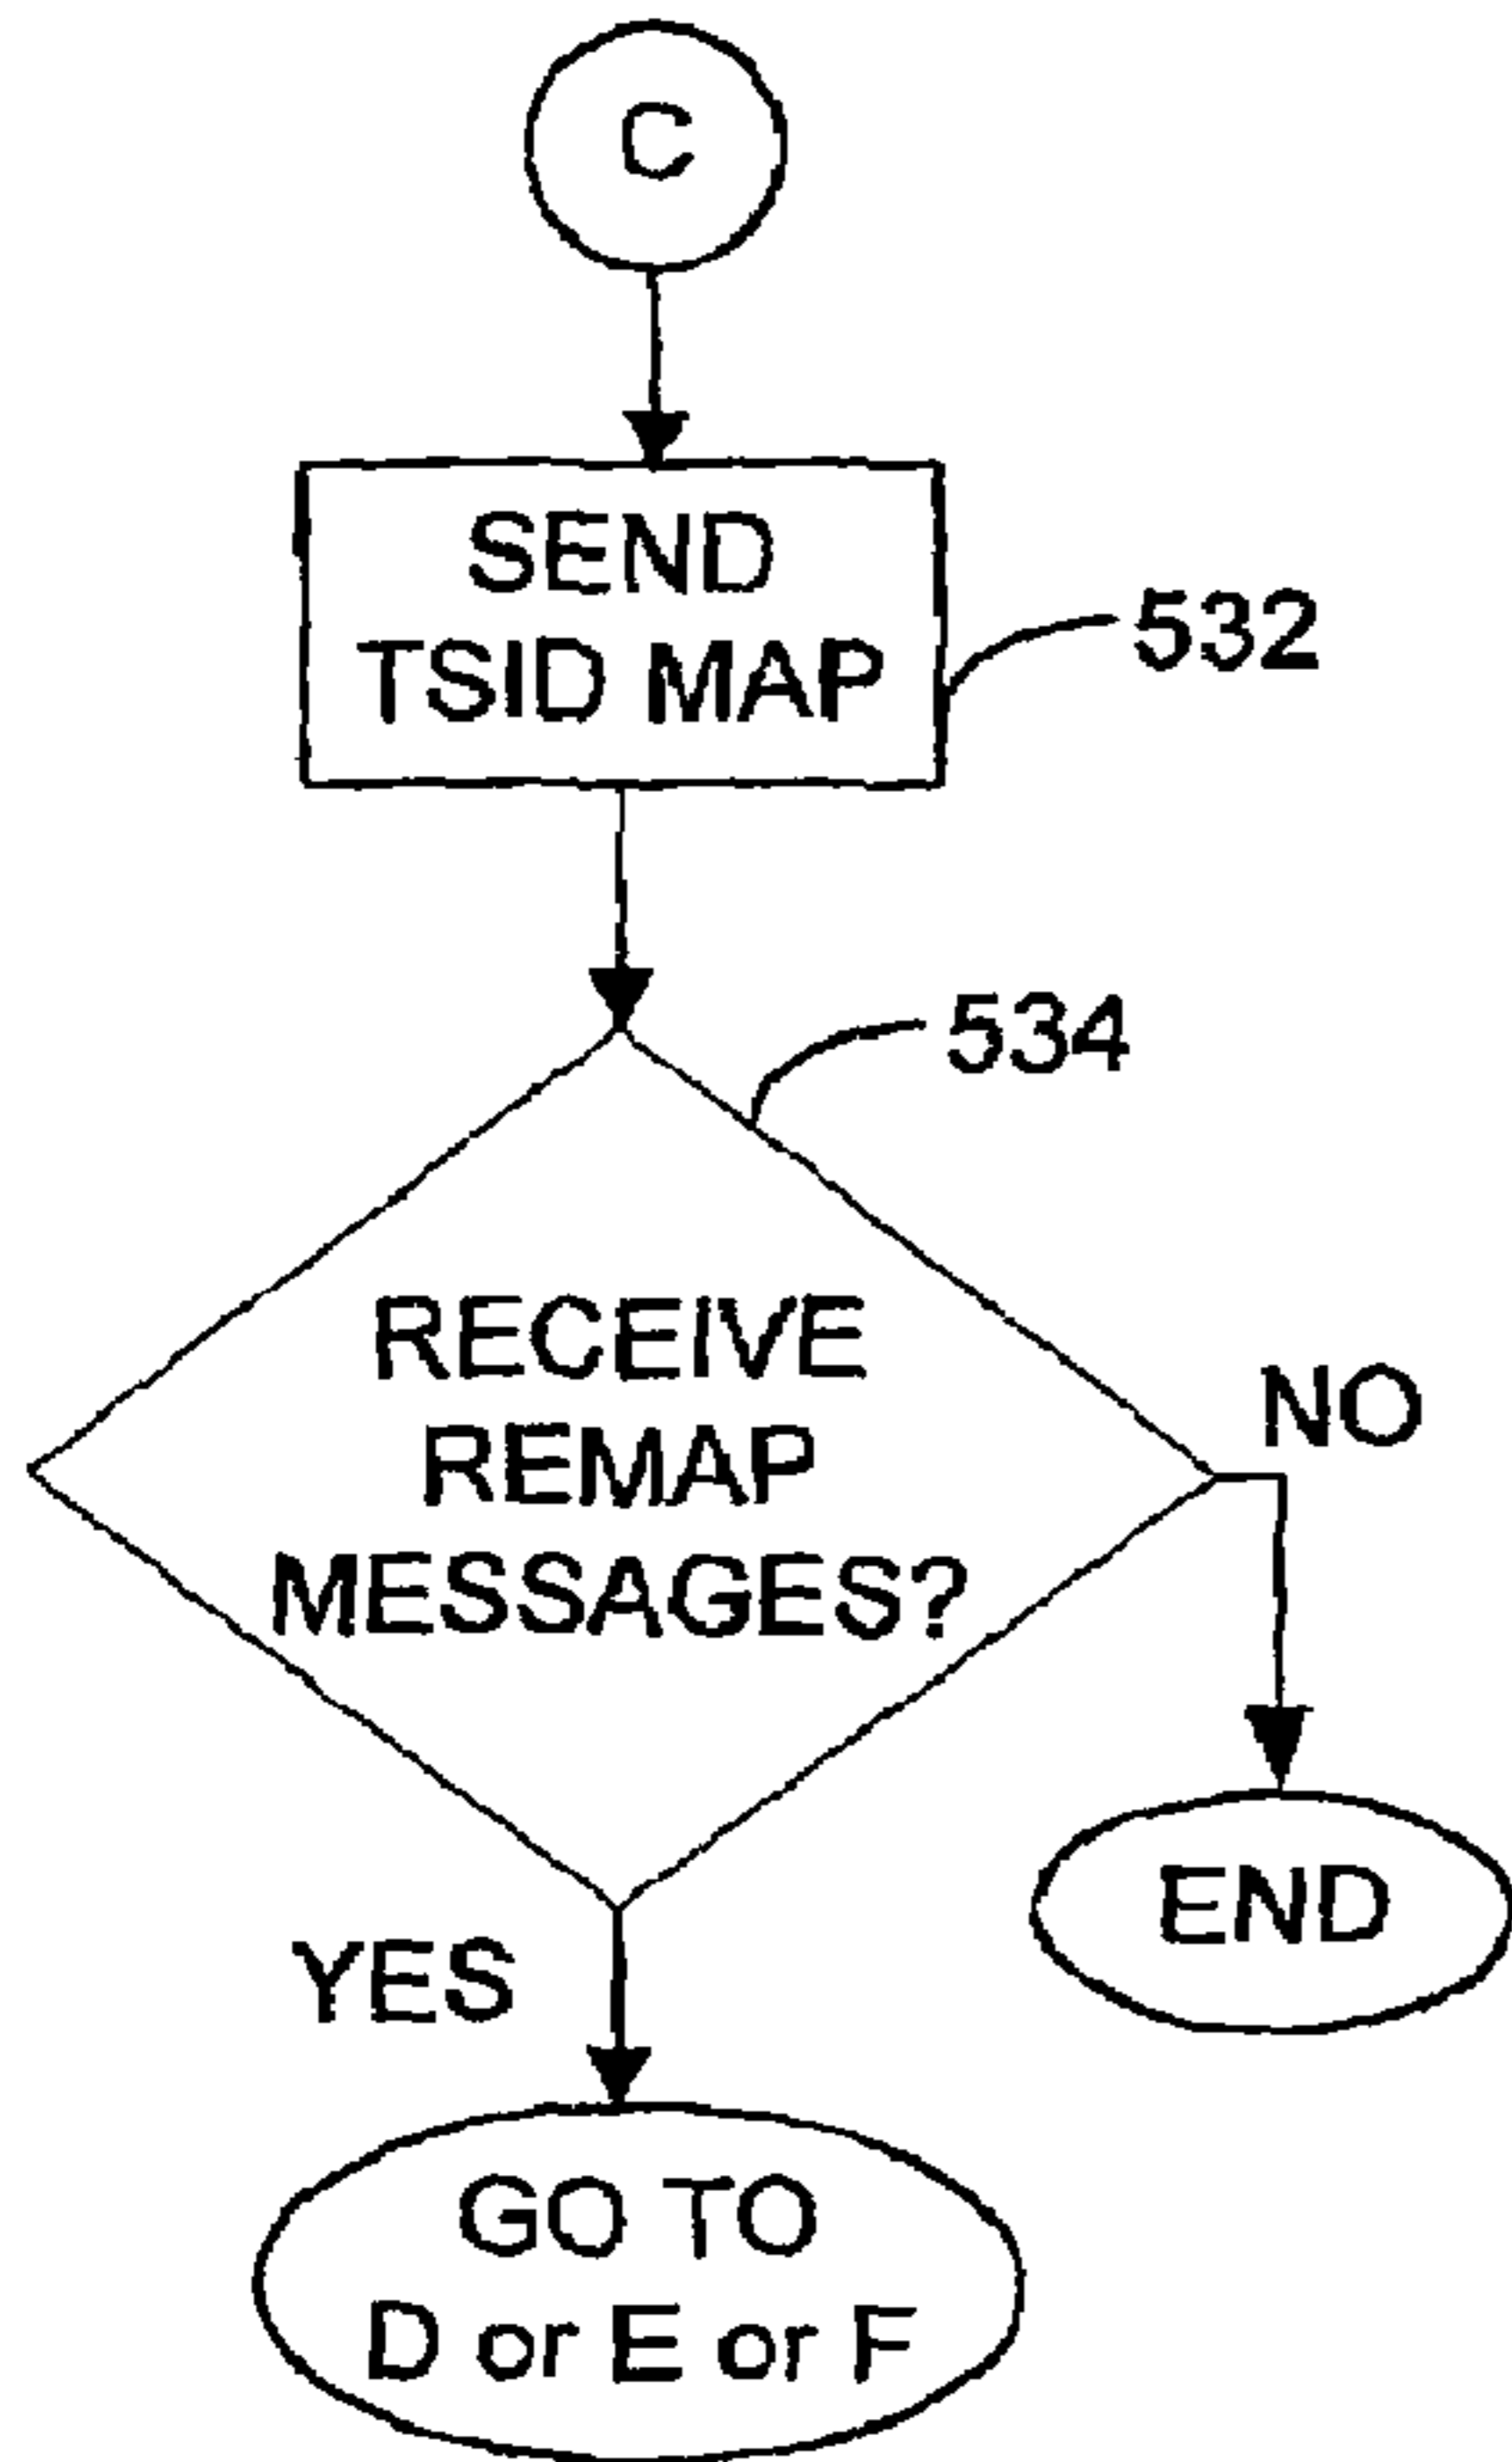 C
SEND
TSID MAP
532
534
RECEIVE
REMAP
MESSAGES?
NO
END
YES
GO TO
D or E or F